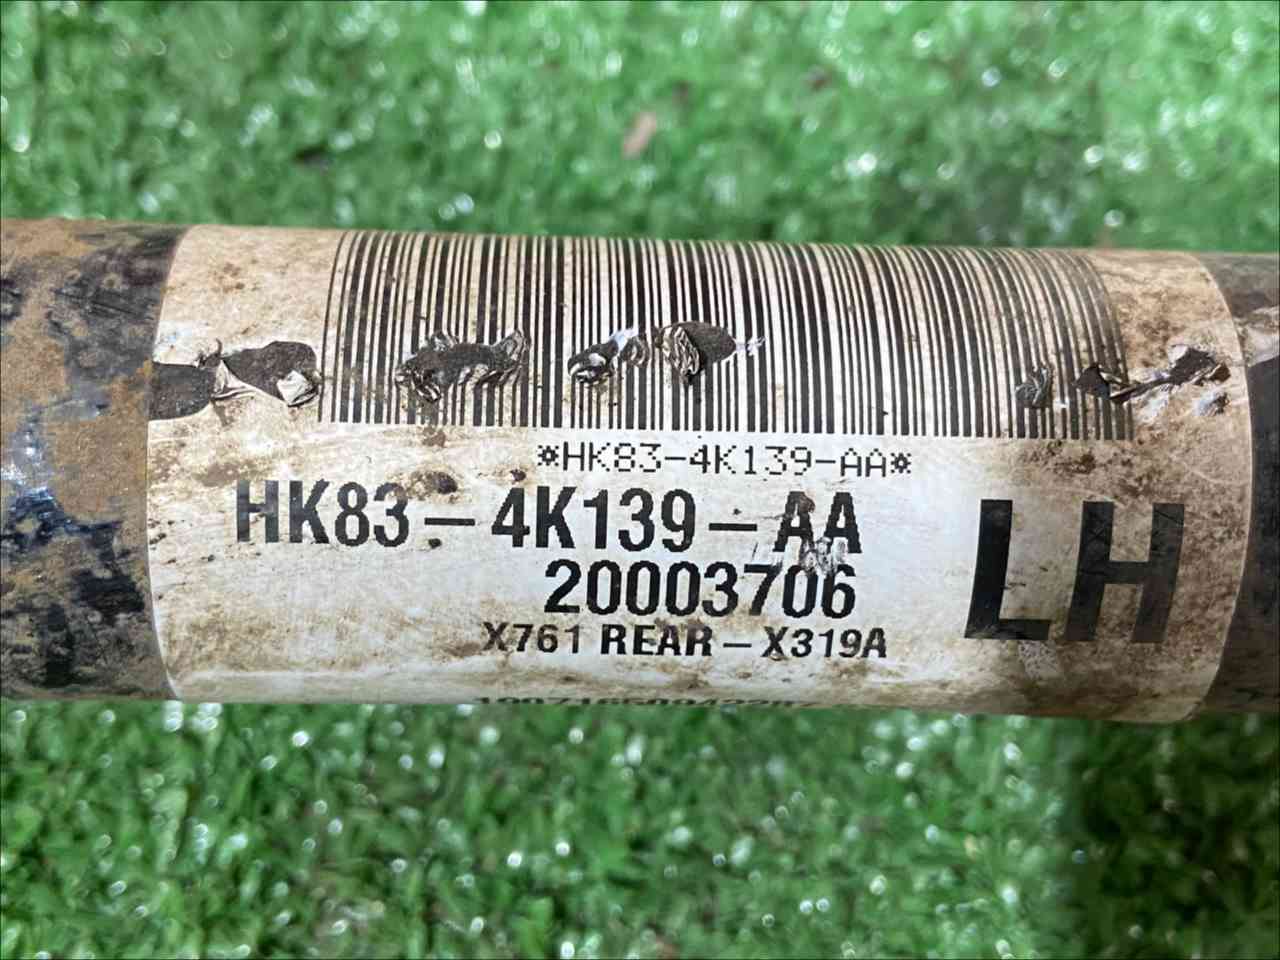 *HK83-4K139-AA*
HK83-4K139-AA
LH
20003706
X761 REAR-X319A